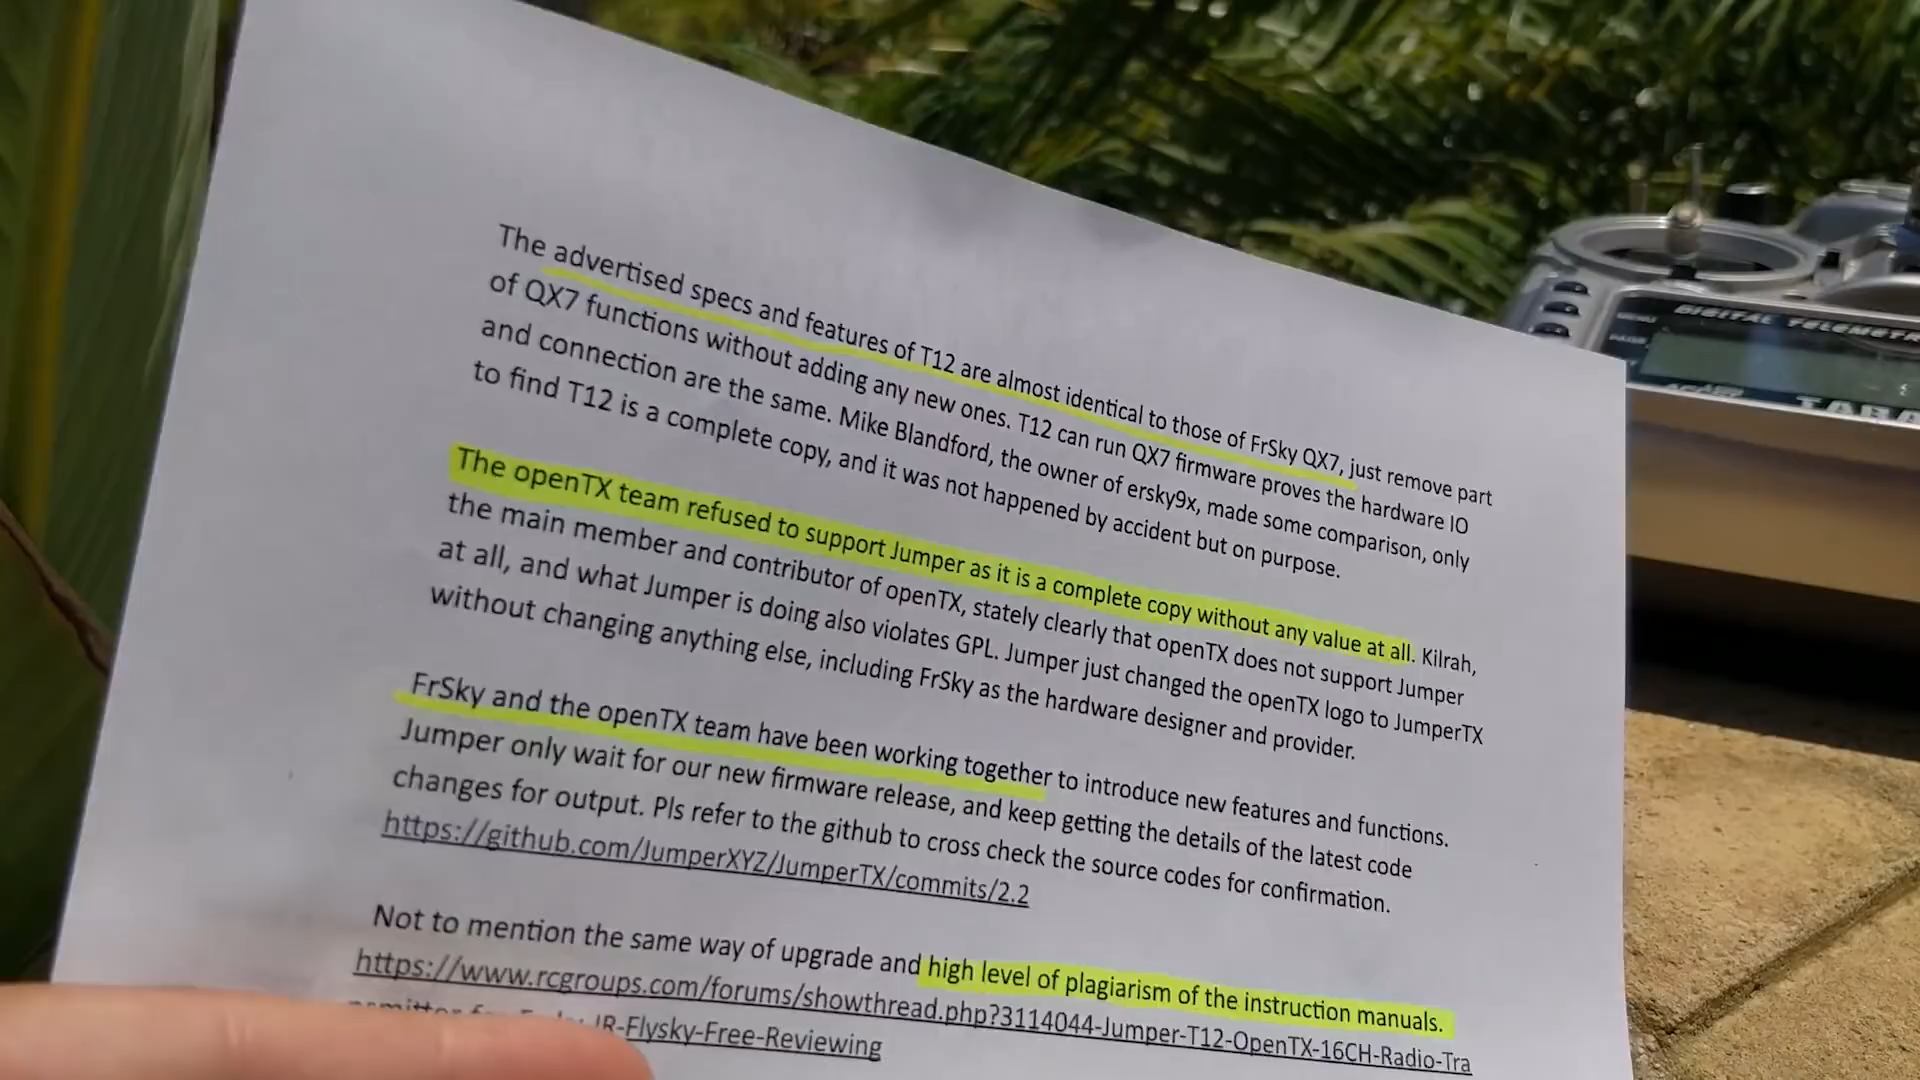 The advertised specs and features of T12 are almost identical to those of FrSky QX7, just remove part
of QX7 functions without adding any new ones. T12 can run QX7 firmware proves the hardware IO
and connection are the same. Mike Blandford, the owner of ersky9x, made some comparison, only
to find T12 is a complete copy, and it was not happened by accident but on purpose.
The openTX team refused to support Jumper as it is a complete copy without any value at all. Kilrah,
the main member and contributor of openTX, stately clearly that openTX does not support Jumper
at all, and what Jumper is doing also violates GPL. Jumper just changed the openTX logo to JumperTX
without changing anything else, including FrSky as the hardware designer and provider.
FrSky and the openTX team have been working together to introduce new features and functions.
Jumper only wait for our new firmware release, and keep getting the details of the latest code
changes for output. Pls refer to the github to cross check the source codes for confirmation.
https://github.com/JumperXYZ/JumperTX/commits/2.2
Not to mention the same way of upgrade and high level of plagiarism of the instruction manuals.
https://www.rcgroups.com/forums/showthread.php?3114044-Jumper-T12-OpenTX-16CH-Radio-Tra
JR-Flysky-Free-Reviewing
DIGITAL TELEMETR
TARA